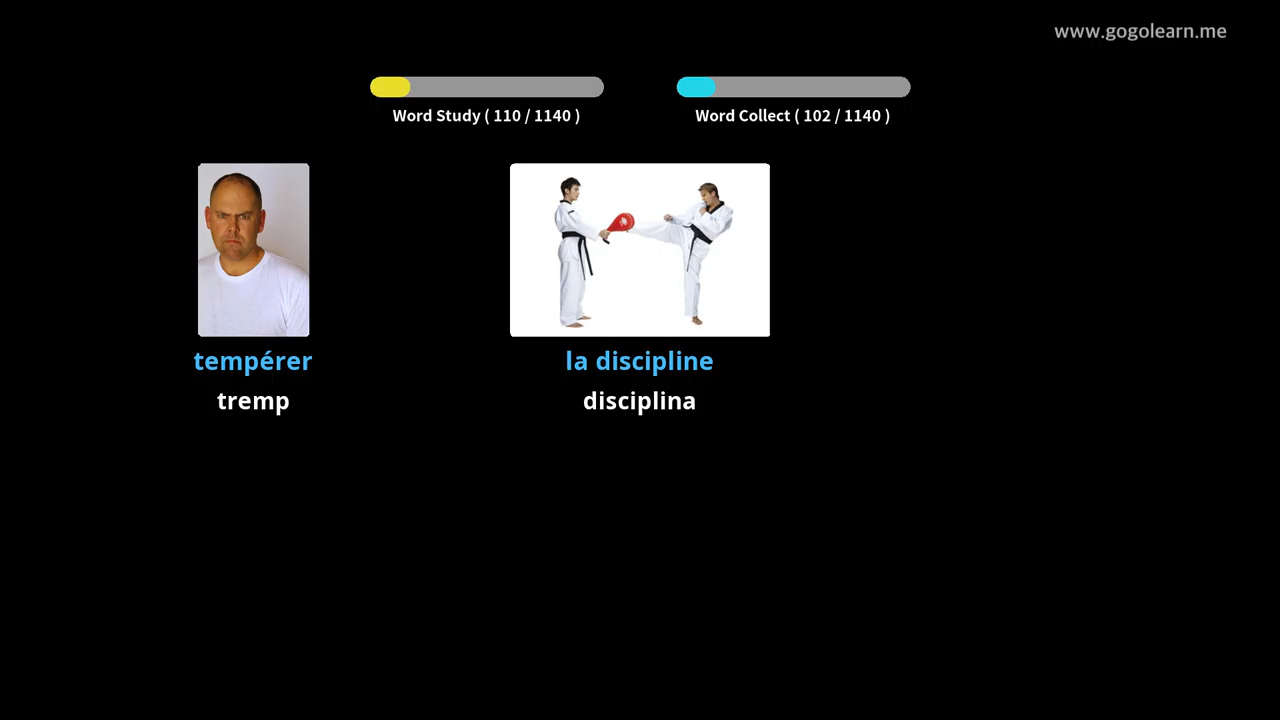 www.gogolearn.me
Word Study ( 110 / 1140 )
Word Collect ( 102 / 1140 )
tempérer
tremp
la discipline
disciplina